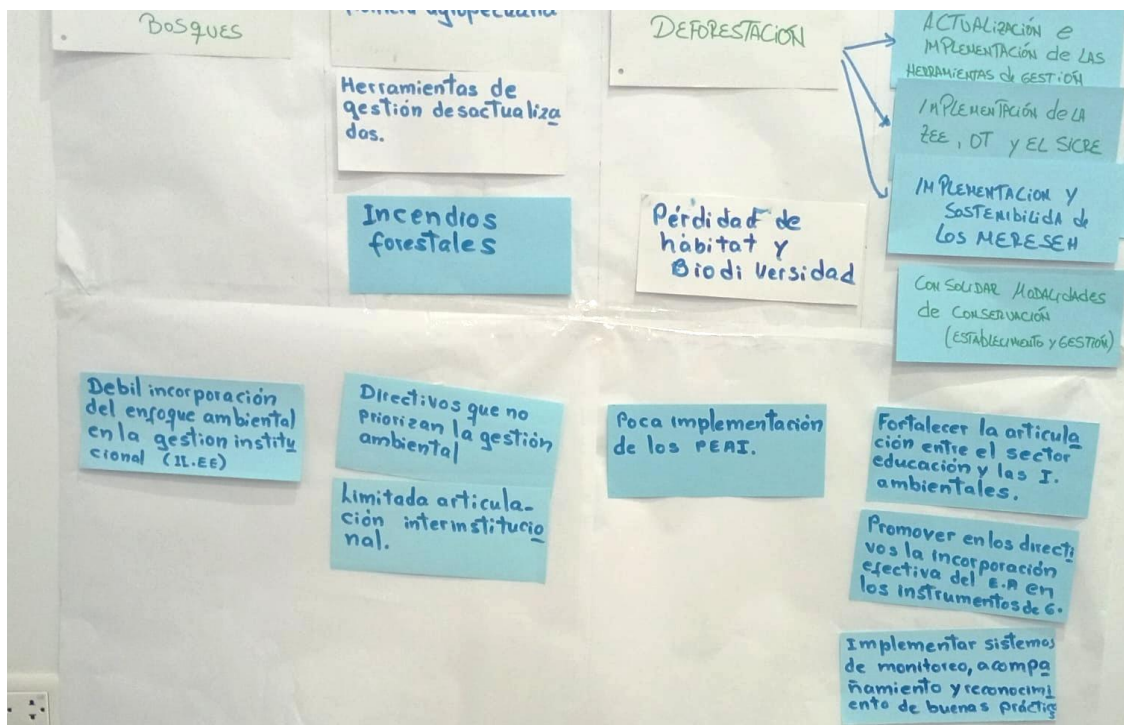 BOSQUES
agropecuaria
Herramientas de
gestión desactualiza
das.
Incendios
forestales
DEFORESTACIÓN
Pérdidad de
hábitat y
Biodiversidad
ACTUALIZACIÓN e
IMPLEMENTACIÓN de LAS
HERRAMIENTAS de GESTIÓN
IMPLEMENTACIÓN de LA
ZEE, OT y EL SICRE
IMPLEMENTACION Y
SOSTENIBILIDA de
LOS MERESEH
CONSOLIDAR MODALIDADES
de CONSERVACIÓN
(ESTABLECIMIENTO y GESTIÓN)
Debil incorporación
del enfoque ambiental
en la gestion institu
cional (II.EE)
Directivos que no
Priorizan la gestión
ambiental
Limitada articula-
ción interinstitucio
nal.
Poca implementación
de los PEAI.
Fortalecer la articula
ción entre el sector
educación y las I.
ambientales.
Promover en los directi
vos la incorporación
efectiva del E.A en
los instrumentos de G.
Implementar sistemas
de monitoreo, acompa
ñamiento y reconocimi
ento de buenas práctic